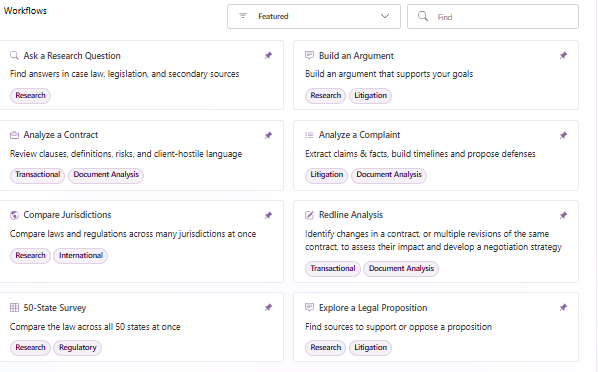 Workflows
Featured
Find
Ask a Research Question
Find answers in case law, legislation, and secondary sources
Research
Build an Argument
Build an argument that supports your goals
Research Litigation
Analyze a Contract
Review clauses, definitions, risks, and client-hostile language
Transactional Document Analysis
Analyze a Complaint
Extract claims & facts, build timelines and propose defenses
Litigation Document Analysis
Compare Jurisdictions
Compare laws and regulations across many jurisdictions at once
Research International
Redline Analysis
Identify changes in a contract, or multiple revisions of the same
contract, to assess their impact and develop a negotiation strategy
Transactional Document Analysis
50-State Survey
Compare the law across all 50 states at once
Research Regulatory
Explore a Legal Proposition
Find sources to support or oppose a proposition
Research Litigation